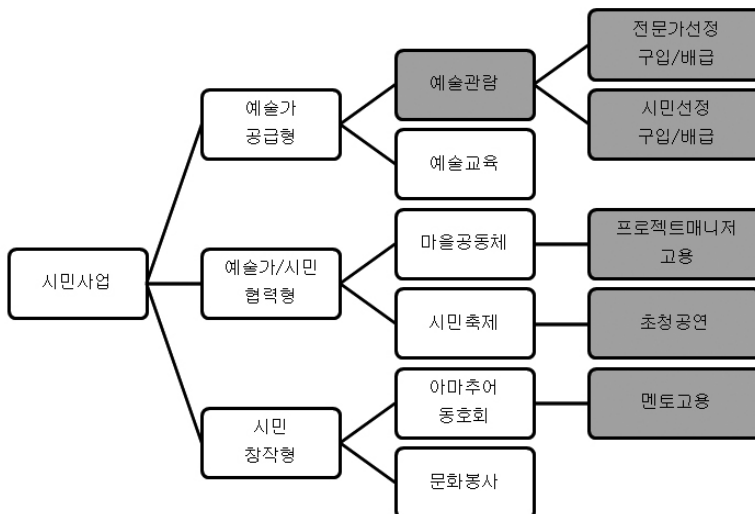 전문가선정
구입/배급
예술관람
예술가
공급형
시민선정
구입/배급
예술교육
마을공동체
프로젝트매니저
고용
시민사업
예술가/시민
협력형
시민축제
초청공연
아마추어
동호회
멘토고용
시민
창작형
문화봉사